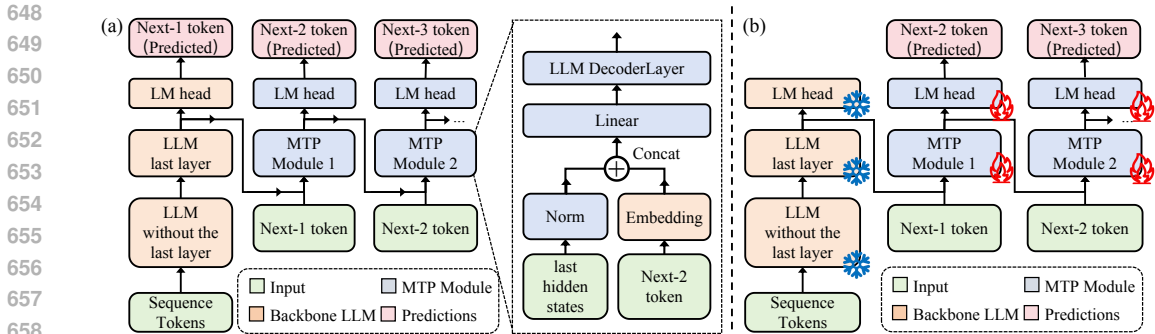 648
649
650
651
652
653
654
655
656
657
658
(a)
Next-1 token
(Predicted)
Next-2 token
(Predicted)
Next-3 token
(Predicted)
LM head
LM head
LM head
...
LLM
last layer
MTP
Module 1
MTP
Module 2
LLM
without the
last layer
Next-1 token
Next-2 token
Sequence
Tokens
Input
MTP Module
Backbone LLM
Predictions
LLM DecoderLayer
Linear
Concat
+
Norm
Embedding
last
hidden
states
Next-2
token
(b)
Next-2 token
(Predicted)
Next-3 token
(Predicted)
LM head
LM head
LM head
...
LLM
last layer
MTP
Module 1
MTP
Module 2
LLM
without the
last layer
Next-1 token
Next-2 token
Sequence
Tokens
Input
MTP Module
Backbone LLM
Predictions